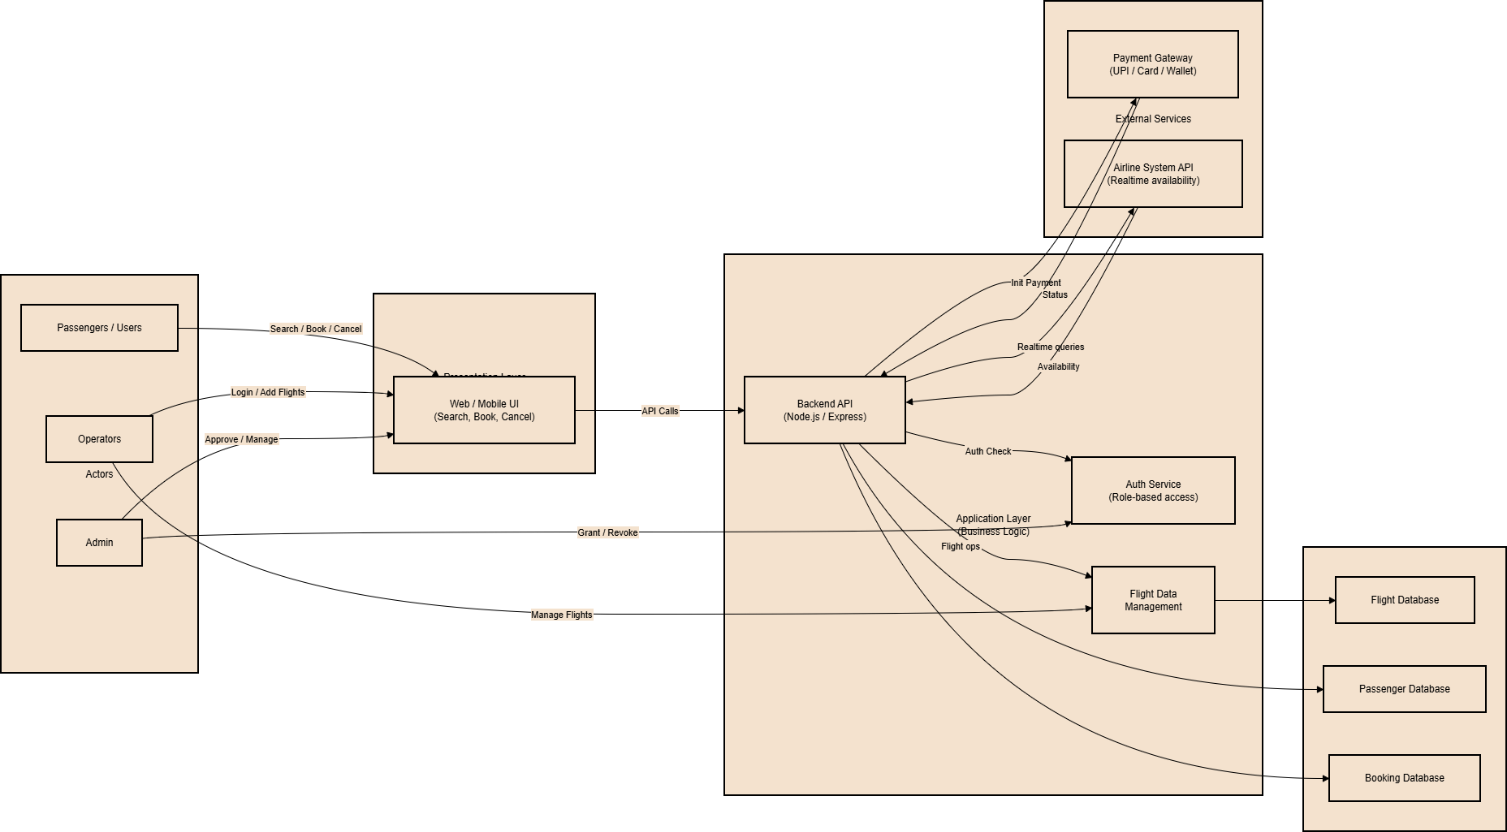 Payment Gateway
(UPI / Card / Wallet)
External Services
Airline System API
(Realtime availability)
Init Payment
Status
Realtime queries
Availability
Passengers / Users
Search / Book / Cancel
Login / Add Flights
Operators
Approve / Manage
Actors
Admin
Presentation Layer
Web / Mobile UI
(Search, Book, Cancel)
API Calls
Backend API
(Node.js / Express)
Auth Check
Auth Service
(Role-based access)
Application Layer
(Business Logic)
Grant / Revoke
Flight ops
Flight Data
Management
Manage Flights
Flight Database
Passenger Database
Booking Database